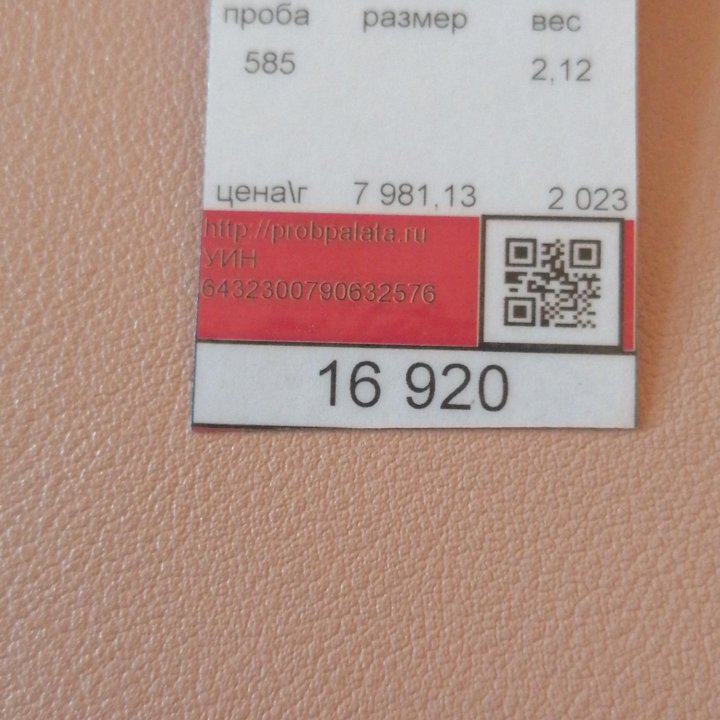 проба размер вес
585 2,12
цена\г 7 981,13 2 023
http://probpalata.ru
УИН
6432300790632576
16 920